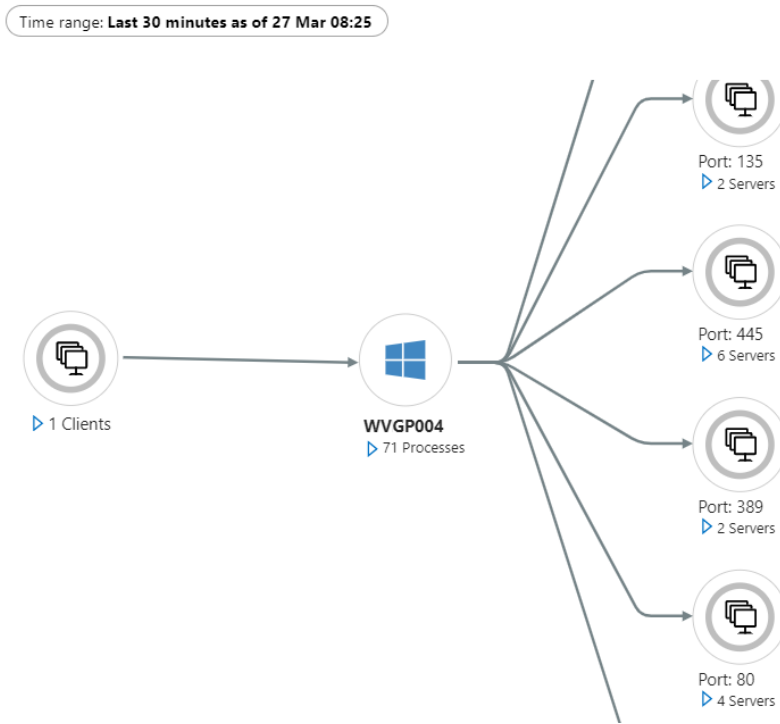 Time range: Last 30 minutes as of 27 Mar 08:25
Port: 135
2 Servers
Port: 445
6 Servers
1 Clients
WVGP004
71 Processes
Port: 389
2 Servers
Port: 80
4 Servers